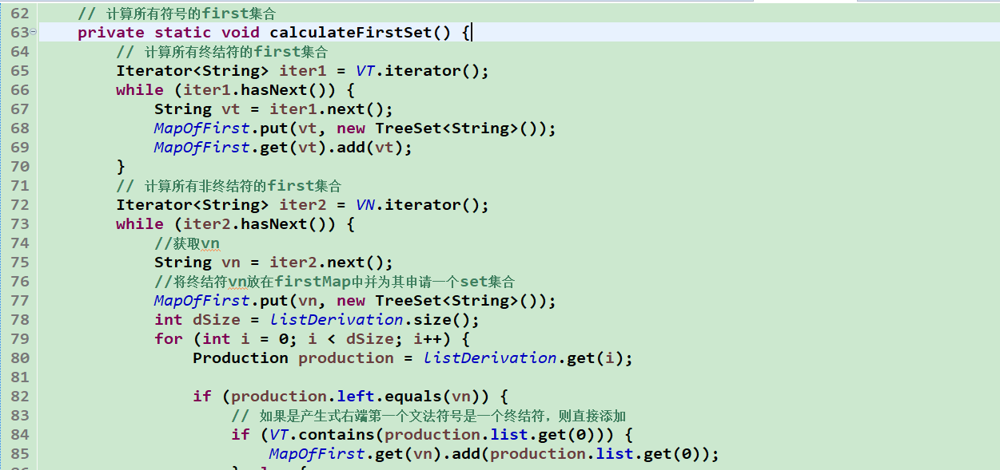 62 // 计算所有符号的first集合
63 private static void calculateFirstSet() {
64 // 计算所有终结符的first集合
65 Iterator<String> iter1 = VT.iterator();
66 while (iter1.hasNext()) {
67 String vt = iter1.next();
68 MapOfFirst.put(vt, new TreeSet<String>());
69 MapOfFirst.get(vt).add(vt);
70 }
71 // 计算所有非终结符的first集合
72 Iterator<String> iter2 = VN.iterator();
73 while (iter2.hasNext()) {
74 //获取vn
75 String vn = iter2.next();
76 //将终结符vn放在firstMap中并为其申请一个set集合
77 MapOfFirst.put(vn, new TreeSet<String>());
78 int dSize = listDerivation.size();
79 for (int i = 0; i < dSize; i++) {
80 Production production = listDerivation.get(i);
81
82 if (production.left.equals(vn)) {
83 // 如果是产生式右端第一个文法符号是一个终结符，则直接添加
84 if (VT.contains(production.list.get(0))) {
85 MapOfFirst.get(vn).add(production.list.get(0));